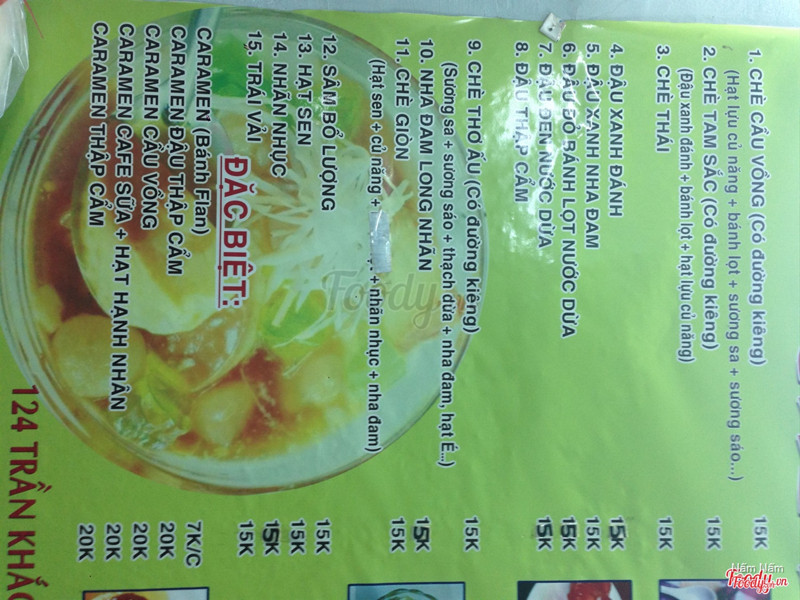 1. CHÈ CẦU VỒNG (Có đường kiêng) 15K
(Hạt lựu củ năng + bánh lọt + sương sa + sương sáo...)
2. CHÈ TAM SẮC (Có đường kiêng) 15K
(Đậu xanh đánh + bánh lọt + hạt lựu củ năng)
3. CHÈ THÁI 15K
4. ĐẬU XANH ĐÁNH 15K
5. ĐẬU XANH NHA ĐAM 15K
6. ĐẬU ĐỎ BÁNH LỌT NƯỚC DỪA 15K
7. ĐẬU ĐEN NƯỚC DỪA 15K
8. ĐẬU THẬP CẨM
9. CHÈ THỐ ẤU (Có đường kiêng) 15K
(Sương sa + sương sáo + thạch dừa + nha đam, hạt É...)
10. NHA ĐAM LONG NHÃN 15K
11. CHÈ GIÒN 15K
(Hạt sen + củ năng + + nhãn nhục + nha đam)
12. SÂM BỔ LƯỢNG 15K
13. HẠT SEN 15K
14. NHÃN NHỤC 15K
15. TRÁI VẢI 15K
ĐẶC BIỆT:
CARAMEN (Bánh Flan) 7K/C
CARAMEN ĐẬU THẬP CẨM 20K
CARAMEN CẦU VỒNG 20K
CARAMEN CAFE SỮA + HẠT HẠNH NHÂN 20K
CARAMEN THẬP CẨM 20K
124 TRẦN KHẮC
Foody
Năm Năm
Foody.vn